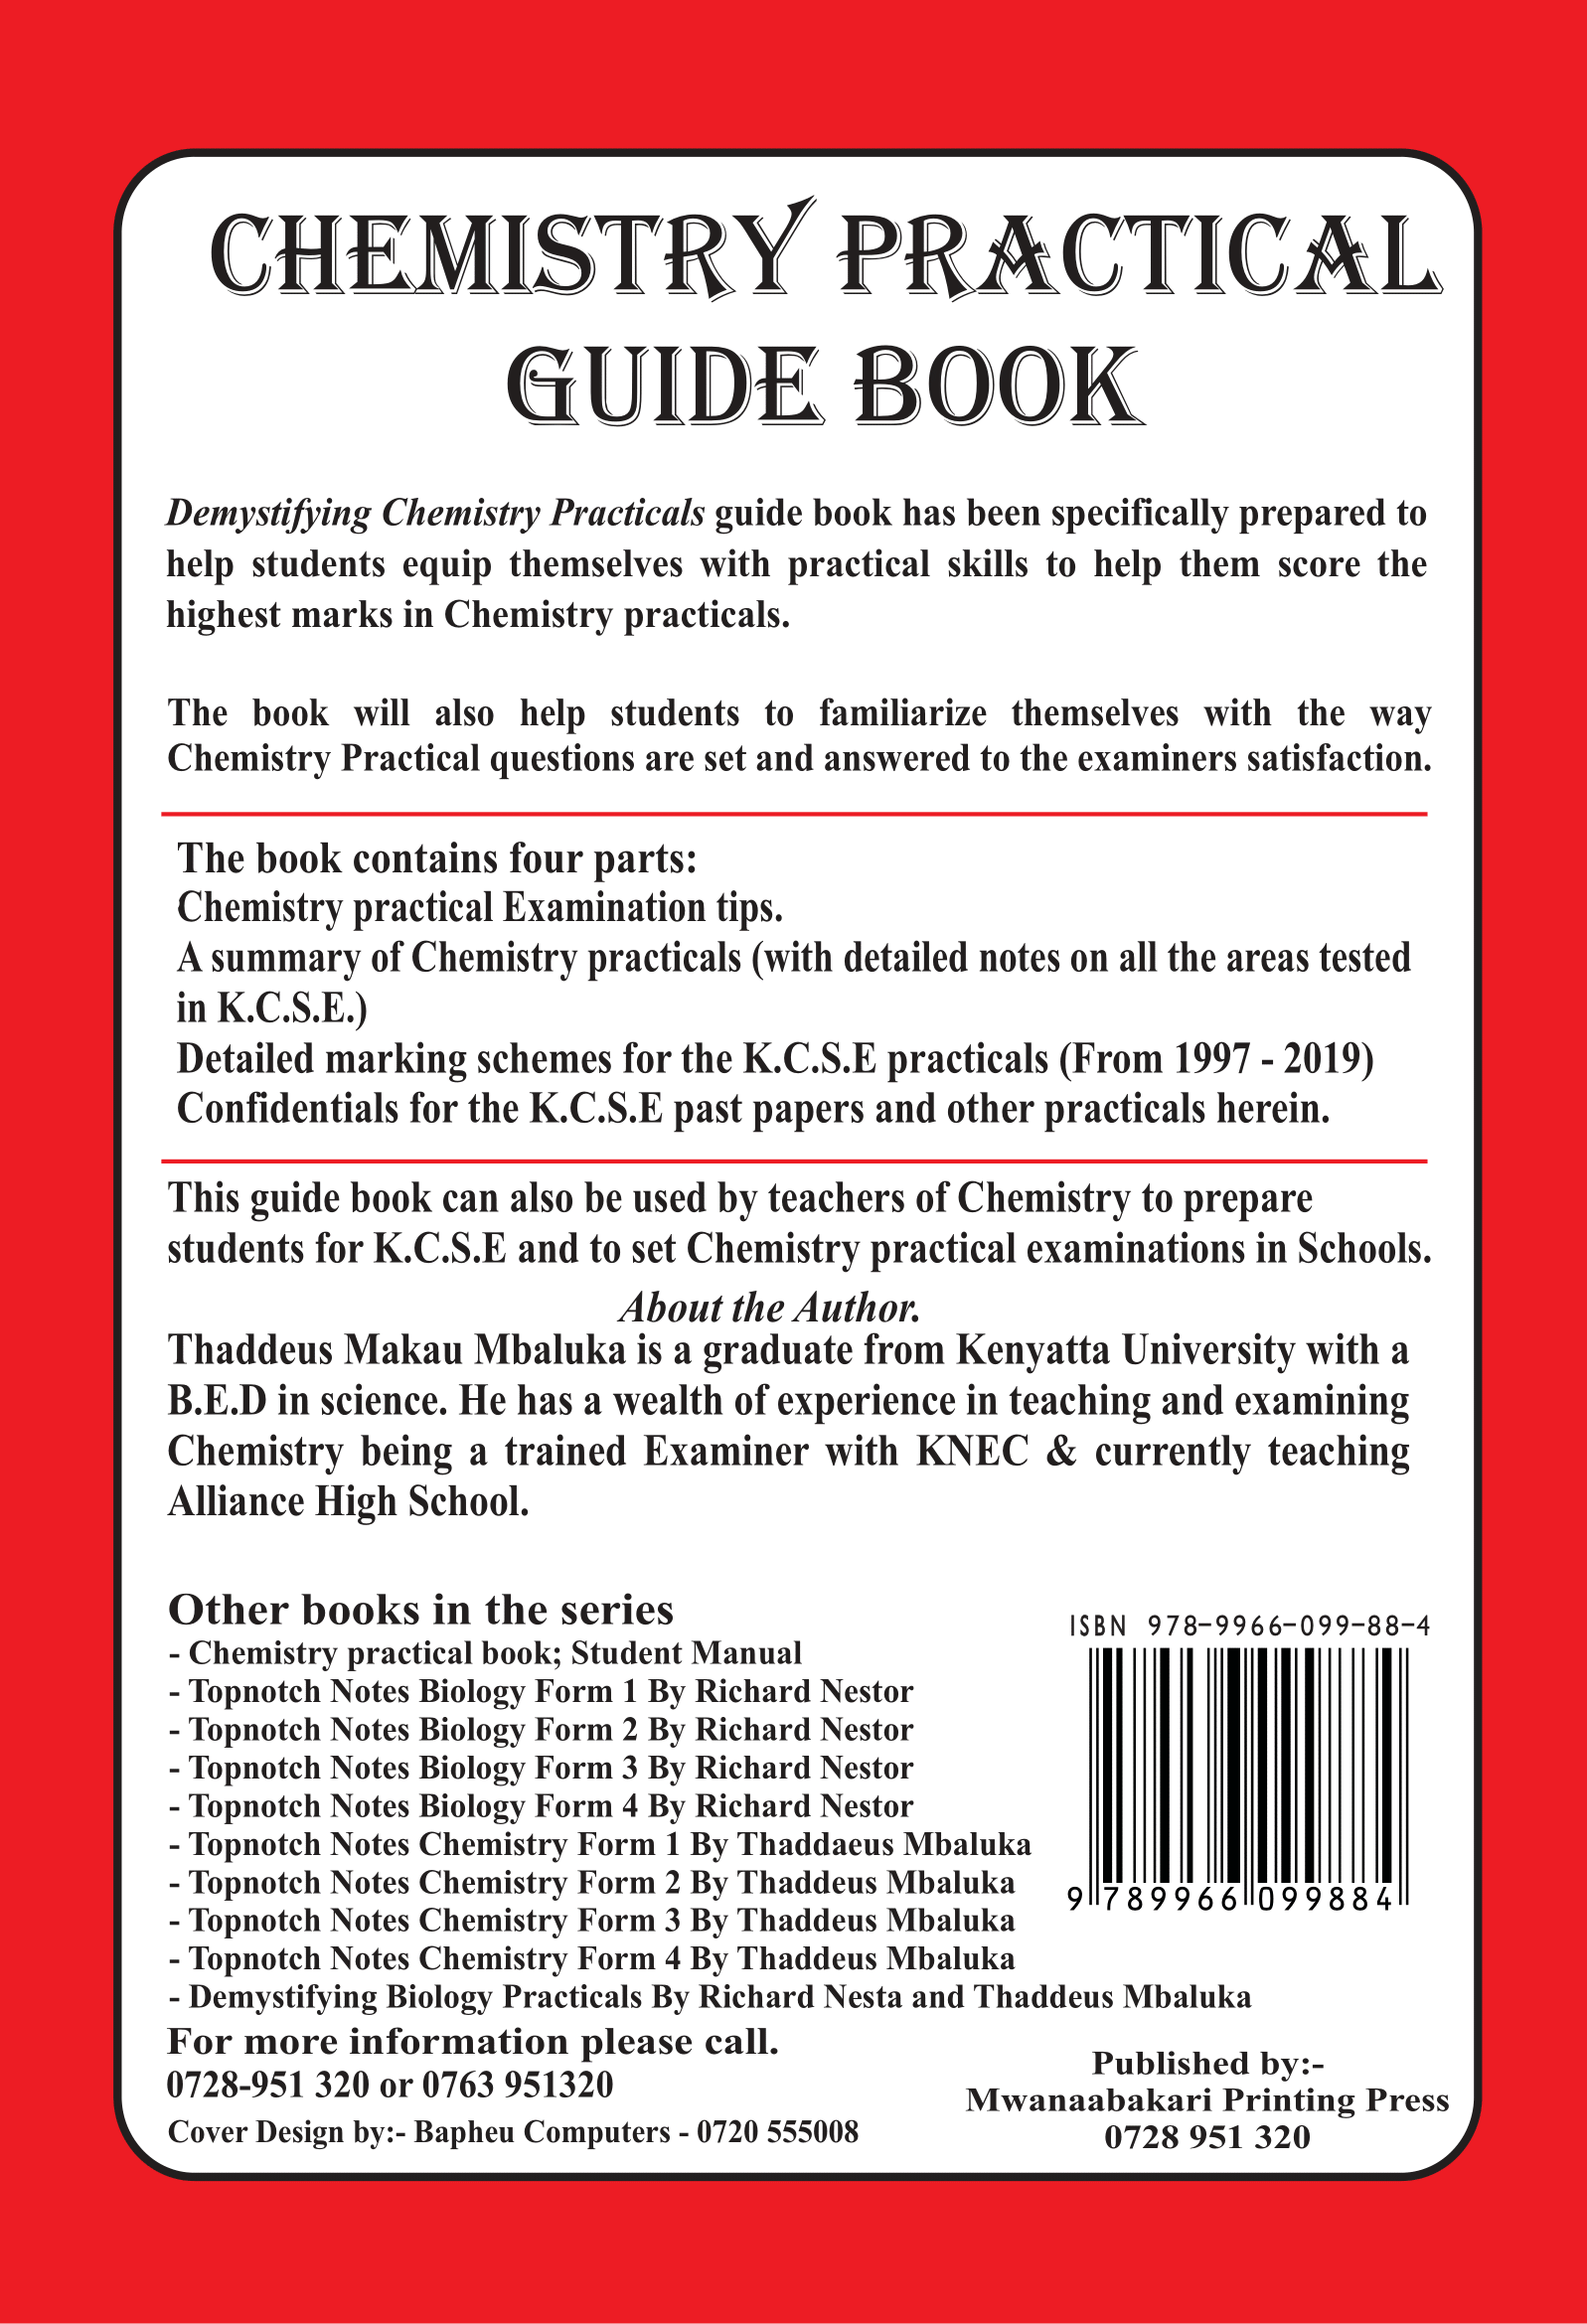 CHEMISTRY PRACTICAL
GUIDE BOOK
Demystifying Chemistry Practicals guide book has been specifically prepared to
help students equip themselves with practical skills to help them score the
highest marks in Chemistry practicals.
The book will also help students to familiarize themselves with the way
Chemistry Practical questions are set and answered to the examiners satisfaction.
The book contains four parts:
Chemistry practical Examination tips.
A summary of Chemistry practicals (with detailed notes on all the areas tested
in K.C.S.E.)
Detailed marking schemes for the K.C.S.E practicals (From 1997 - 2019)
Confidentials for the K.C.S.E past papers and other practicals herein.
This guide book can also be used by teachers of Chemistry to prepare
students for K.C.S.E and to set Chemistry practical examinations in Schools.
About the Author.
Thaddeus Makau Mbaluka is a graduate from Kenyatta University with a
B.E.D in science. He has a wealth of experience in teaching and examining
Chemistry being a trained Examiner with KNEC & currently teaching
Alliance High School.
Other books in the series
- Chemistry practical book; Student Manual
- Topnotch Notes Biology Form 1 By Richard Nestor
- Topnotch Notes Biology Form 2 By Richard Nestor
- Topnotch Notes Biology Form 3 By Richard Nestor
- Topnotch Notes Biology Form 4 By Richard Nestor
- Topnotch Notes Chemistry Form 1 By Thaddaeus Mbaluka
- Topnotch Notes Chemistry Form 2 By Thaddeus Mbaluka
- Topnotch Notes Chemistry Form 3 By Thaddeus Mbaluka
- Topnotch Notes Chemistry Form 4 By Thaddeus Mbaluka
- Demystifying Biology Practicals By Richard Nesta and Thaddeus Mbaluka
ISBN 978-9966-099-88-4
9 789966 099884
For more information please call.
0728-951 320 or 0763 951320
Cover Design by:- Bapheu Computers - 0720 555008
Published by:-
Mwanaabakari Printing Press
0728 951 320